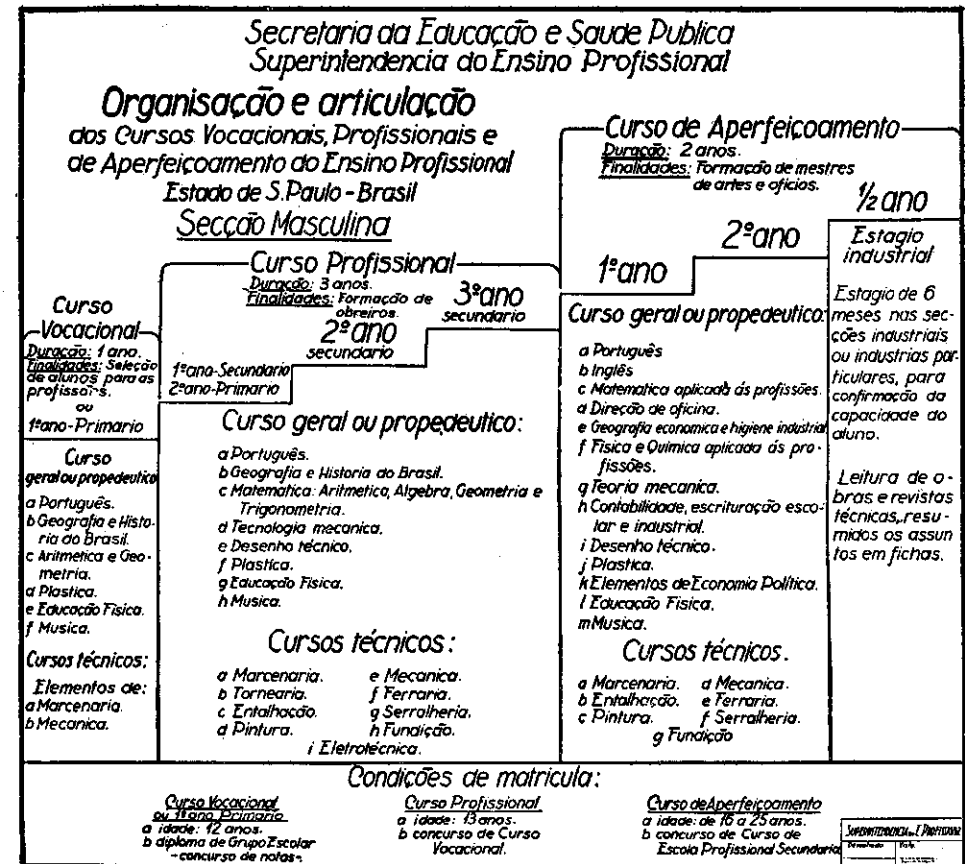 Secretaria da Educação e Saude Publica
Superintendencia do Ensino Profissional
Organisação e articulação
dos Cursos Vocacionais, Profissionais e
de Aperfeiçoamento do Ensino Profissional
Estado de S. Paulo - Brasil
Secção Masculina
Curso
Vocacional
Duração: 1 ano.
Finalidades: Seleção
de alunos para as
profissões.
ou
1º ano-Primario
Curso
geral ou propedeutico
a Português.
b Geografia e Histo-
ria do Brasil.
c Aritmetica e Geo-
metria.
d Plastica.
e Educação Fisica.
f Musica.
Cursos técnicos:
Elementos de:
a Marcenaria.
b Mecanica.
Curso Profissional
Duração: 3 anos.
Finalidades: Formação de
obreiros.
1º ano-Secundario
2º ano-Primario
2º ano
secundario
3º ano
secundario
Curso geral ou propedeutico:
a Português.
b Geografia e Historia do Brasil.
c Matemática: Aritmetica, Algebra, Geometria e
Trigonometria.
d Tecnologia mecanica.
e Desenho técnico.
f Plastica.
g Educação Fisica.
h Musica.
Cursos técnicos:
a Marcenaria.
b Tornearia.
c Entalhação.
d Pintura.
e Mecanica.
f Ferraria.
g Serralheria.
h Fundição.
i Eletrotécnica.
Curso de Aperfeiçoamento
Duração: 2 anos.
Finalidades: Formação de mestres
de artes e oficios.
1º ano
2º ano
½ ano
Curso geral ou propedeutico:
a Português
b Inglês
c Matematica aplicada ás profissões.
d Direção de oficina.
e Geografia economica e higiene industrial
f Fisica e Quimica aplicada ás pro-
fissões.
g Teoria mecanica.
h Contabilidade, escrituração esco-
lar e industrial.
i Desenho técnico.
j Plastica.
k Elementos de Economia Política.
l Educação Fisica.
m Musica.
Cursos técnicos.
a Marcenaria.
b Entalhação.
c Pintura.
d Mecanica.
e Ferraria.
f Serralheria.
g Fundição
Estagio
industrial
Estagio de 6
meses nas sec-
ções industriais
ou industrias par-
ticulares, para
confirmação da
capacidade do
aluno.
Leitura de o-
bras e revistas
técnicas, resu-
midos os assun
tos em fichas.
Condições de matricula:
Curso Vocacional
ou 1º ano Primario
a idade: 12 anos.
b diploma de Grupo Escolar
-concurso de notas-.
Curso Profissional
a idade: 13 anos.
b concurso de Curso
Vocacional.
Curso de Aperfeiçoamento
a idade: de 16 a 25 anos.
b concurso de Curso de
Escola Profissional Secundaria